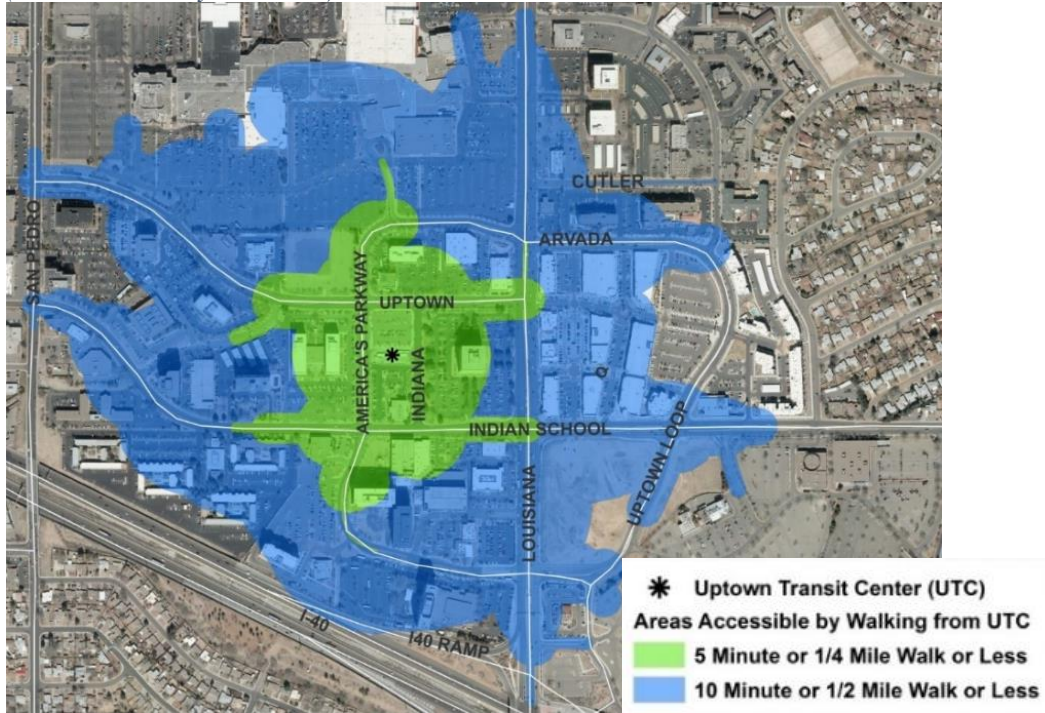 CUTLER
ARVADA
SAN PEDRO
AMERICA'S PARKWAY
UPTOWN
INDIANA
Q
INDIAN SCHOOL
UPTOWN LOOP
LOUISIANA
I-40
I40 RAMP
Uptown Transit Center (UTC)
Areas Accessible by Walking from UTC
5 Minute or 1/4 Mile Walk or Less
10 Minute or 1/2 Mile Walk or Less